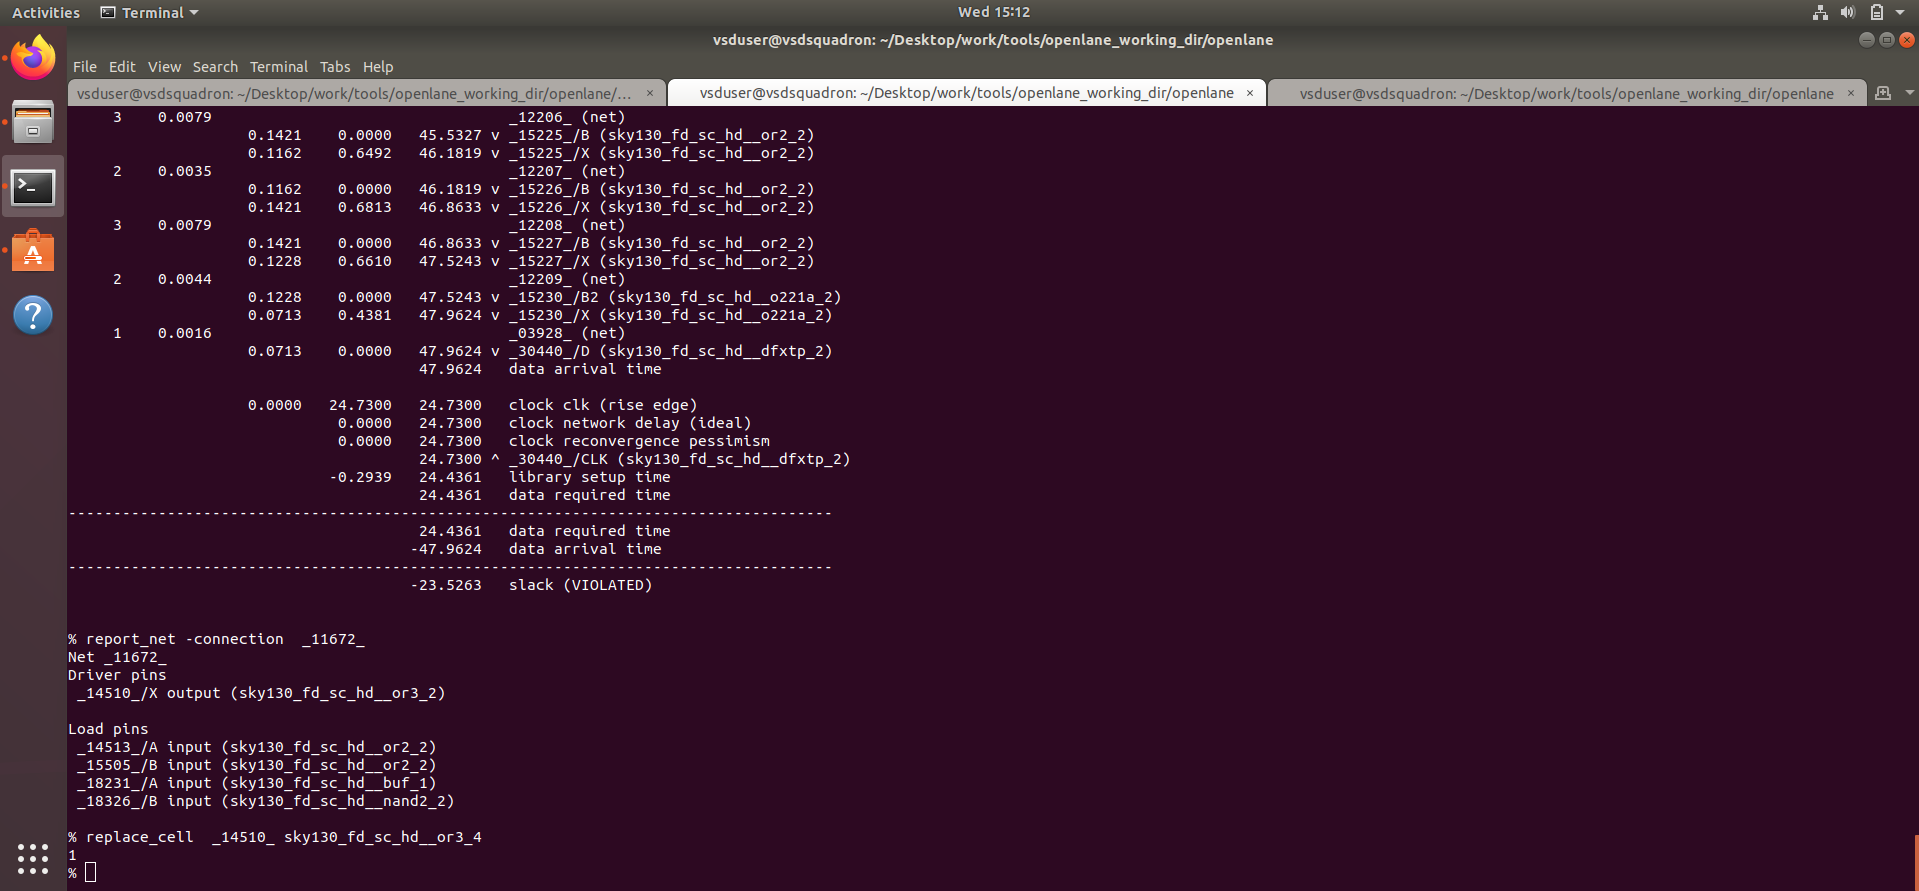 Activities Terminal Wed 15:12
vsduser@vsdsquadron: ~/Desktop/work/tools/openlane_working_dir/openlane
File Edit View Search Terminal Tabs Help
vsduser@vsdsquadron: ~/Desktop/work/tools/openlane_working_dir/openlane/... × vsduser@vsdsquadron: ~/Desktop/work/tools/openlane_working_dir/openlane × vsduser@vsdsquadron: ~/Desktop/work/tools/openlane_working_dir/openlane ×
     3    0.0079                                 _12206_ (net)
                    0.1421    0.0000   45.5327 v _15225_/B (sky130_fd_sc_hd__or2_2)
                    0.1162    0.6492   46.1819 v _15225_/X (sky130_fd_sc_hd__or2_2)
     2    0.0035                                 _12207_ (net)
                    0.1162    0.0000   46.1819 v _15226_/B (sky130_fd_sc_hd__or2_2)
                    0.1421    0.6813   46.8633 v _15226_/X (sky130_fd_sc_hd__or2_2)
     3    0.0079                                 _12208_ (net)
                    0.1421    0.0000   46.8633 v _15227_/B (sky130_fd_sc_hd__or2_2)
                    0.1228    0.6610   47.5243 v _15227_/X (sky130_fd_sc_hd__or2_2)
     2    0.0044                                 _12209_ (net)
                    0.1228    0.0000   47.5243 v _15230_/B2 (sky130_fd_sc_hd__o221a_2)
                    0.0713    0.4381   47.9624 v _15230_/X (sky130_fd_sc_hd__o221a_2)
     1    0.0016                                 _03928_ (net)
                    0.0713    0.0000   47.9624 v _30440_/D (sky130_fd_sc_hd__dfxtp_2)
                                       47.9624   data arrival time

                    0.0000   24.7300   24.7300   clock clk (rise edge)
                              0.0000   24.7300   clock network delay (ideal)
                              0.0000   24.7300   clock reconvergence pessimism
                                       24.7300 ^ _30440_/CLK (sky130_fd_sc_hd__dfxtp_2)
                             -0.2939   24.4361   library setup time
                                       24.4361   data required time
-------------------------------------------------------------------------------------
                                       24.4361   data required time
                                      -47.9624   data arrival time
-------------------------------------------------------------------------------------
                                      -23.5263   slack (VIOLATED)

% report_net -connection  _11672_
Net _11672_
Driver pins
 _14510_/X output (sky130_fd_sc_hd__or3_2)

Load pins
 _14513_/A input (sky130_fd_sc_hd__or2_2)
 _15505_/B input (sky130_fd_sc_hd__or2_2)
 _18231_/A input (sky130_fd_sc_hd__buf_1)
 _18326_/B input (sky130_fd_sc_hd__nand2_2)

% replace_cell  _14510_ sky130_fd_sc_hd__or3_4
1
%